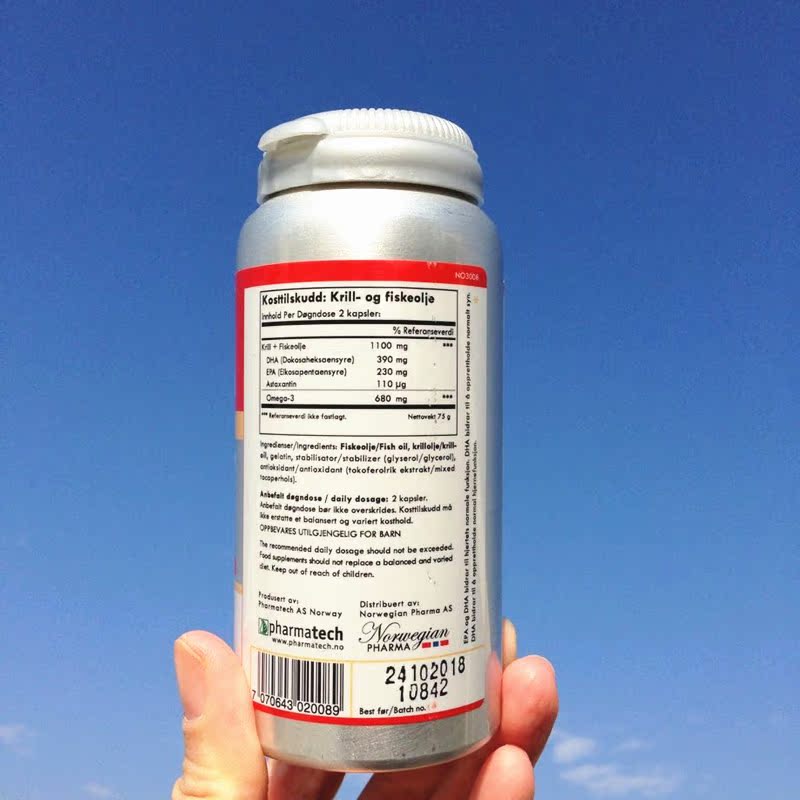 NO3008
Kosttilskudd: Krill- og fiskeolje
Innhold Per Døgndose 2 kapsler:
% Referanseverdi
Krill + Fiskeolje 1100 mg ***
DHA (Dokosaheksaensyre) 390 mg
EPA (Eikosapentaensyre) 230 mg
Astaxantin 110 µg
Omega-3 680 mg ***
*** Referanseverdi ikke fastlagt. Nettovekt 75 g
Ingredienser/Ingredients: Fiskeolje/Fish oil, krillolje/krill-
oil, gelatin, stabilisator/stabilizer (glyserol/glycerol),
antioksidant/antioxidant (tokoferolrik ekstrakt/mixed
tocopherols).
Anbefalt døgndose / daily dosage: 2 kapsler.
Anbefalt døgndose bør ikke overskrides. Kosttilskudd må
ikke erstatte et balansert og variert kosthold.
OPPBEVARES UTILGJENGELIG FOR BARN
The recommended daily dosage should not be exceeded.
Food supplements should not replace a balanced and varied
diet. Keep out of reach of children.
Produsert av:
Pharmatech AS Norway
Distribuert av:
Norwegian Pharma AS
pharmatech
www.pharmatech.no
Norwegian
PHARMA
7 070643 020089
24102018
10842
Best før/Batch no.
EPA og DHA bidrar til hjertets normale funksjon. DHA bidrar til å opprettholde normalt syn.
DHA bidrar til å opprettholde normal hjernefunksjon.